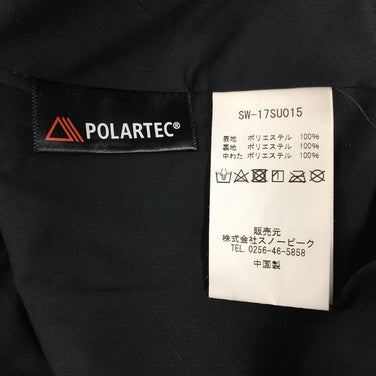 POLARTEC®
SW-17SU015
表地 ポリエステル 100%
裏地 ポリエステル 100%
中わた ポリエステル 100%
販売元
株式会社スノーピーク
TEL. 0256-46-5858
中国製